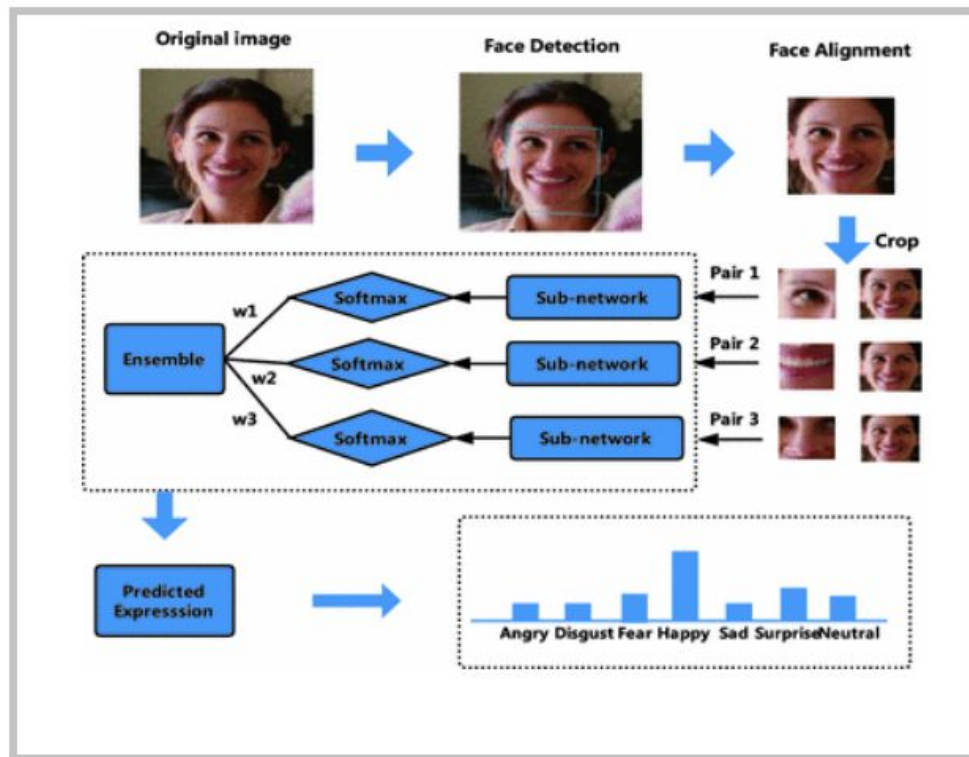 Original image
Face Detection
Face Alignment
Crop
Pair 1
Pair 2
Pair 3
Sub-network
Sub-network
Sub-network
Softmax
Softmax
Softmax
w1
w2
w3
Ensemble
Predicted
Expresssion
Angry Disgust Fear Happy Sad Surprise Neutral